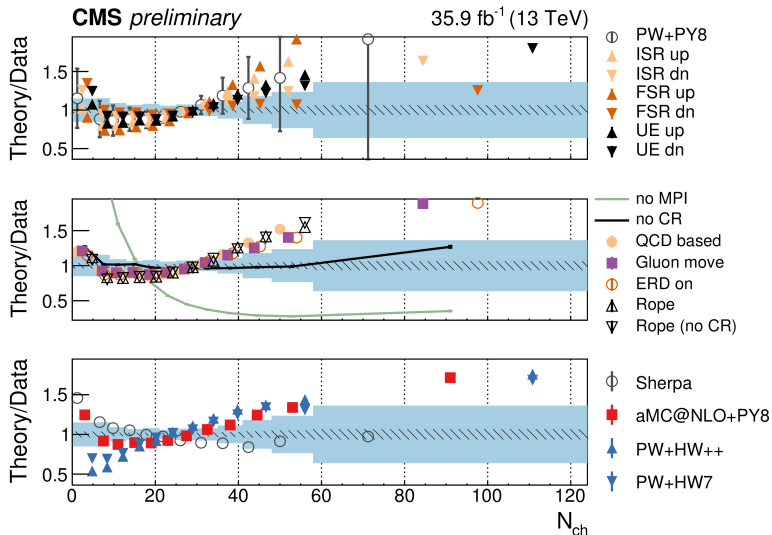 CMS preliminary 35.9 fb⁻¹ (13 TeV)
Theory/Data
1.5
1
0.5
PW+PY8
ISR up
ISR dn
FSR up
FSR dn
UE up
UE dn
Theory/Data
1.5
1
0.5
no MPI
no CR
QCD based
Gluon move
ERD on
Rope
Rope (no CR)
Theory/Data
1.5
1
0.5
Sherpa
aMC@NLO+PY8
PW+HW++
PW+HW7
0 20 40 60 80 100 120
N_ch